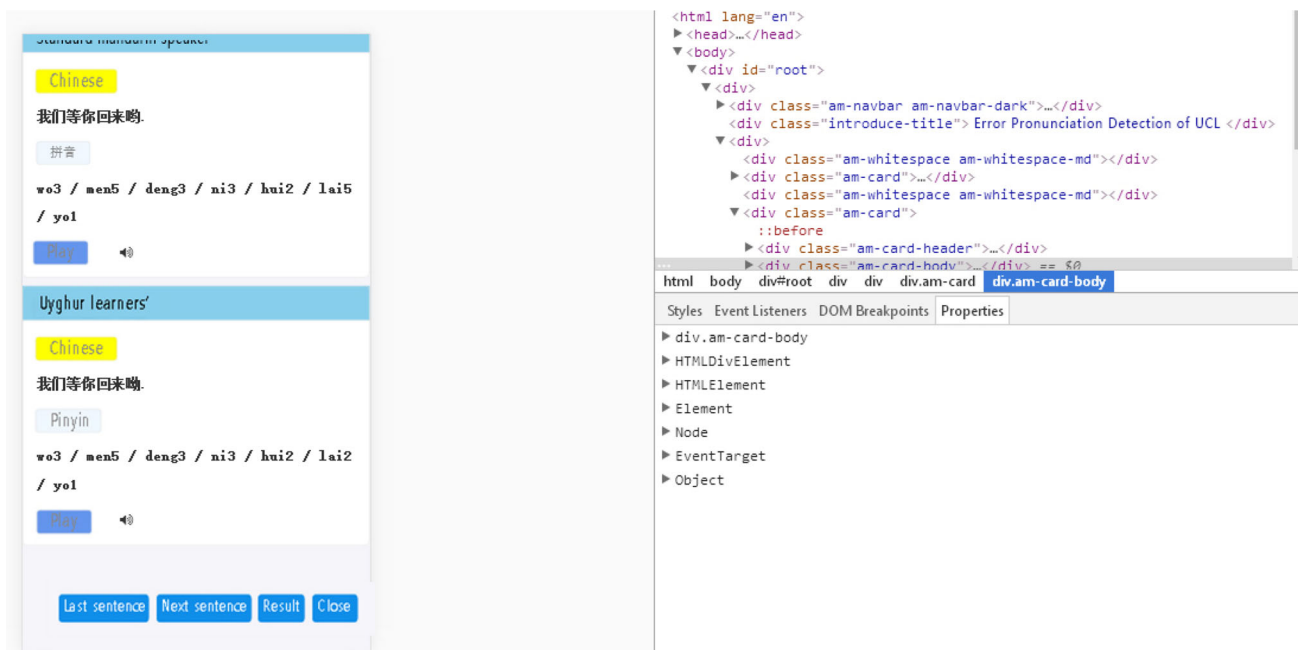 Standard mandarin speaker
Chinese
我们等你回来哟.
拼音
wo3 / men5 / deng3 / ni3 / hui2 / lai5
/ yo1
Play
Uyghur learners'
Chinese
我们等你回来呦.
Pinyin
wo3 / men5 / deng3 / ni3 / hui2 / lai2
/ yo1
Play
Last sentence Next sentence Result Close
<html lang="en">
▶<head>…</head>
▼<body>
▼<div id="root">
▼<div>
▶<div class="am-navbar am-navbar-dark">…</div>
<div class="introduce-title"> Error Pronunciation Detection of UCL </div>
▼<div>
<div class="am-whitespace am-whitespace-md"></div>
▶<div class="am-card">…</div>
<div class="am-whitespace am-whitespace-md"></div>
▼<div class="am-card">
::before
▶<div class="am-card-header">…</div>
... ▶<div class="am-card-body">…</div> == $0
html body div#root div div div.am-card div.am-card-body
Styles Event Listeners DOM Breakpoints Properties
▶ div.am-card-body
▶ HTMLDivElement
▶ HTMLElement
▶ Element
▶ Node
▶ EventTarget
▶ Object